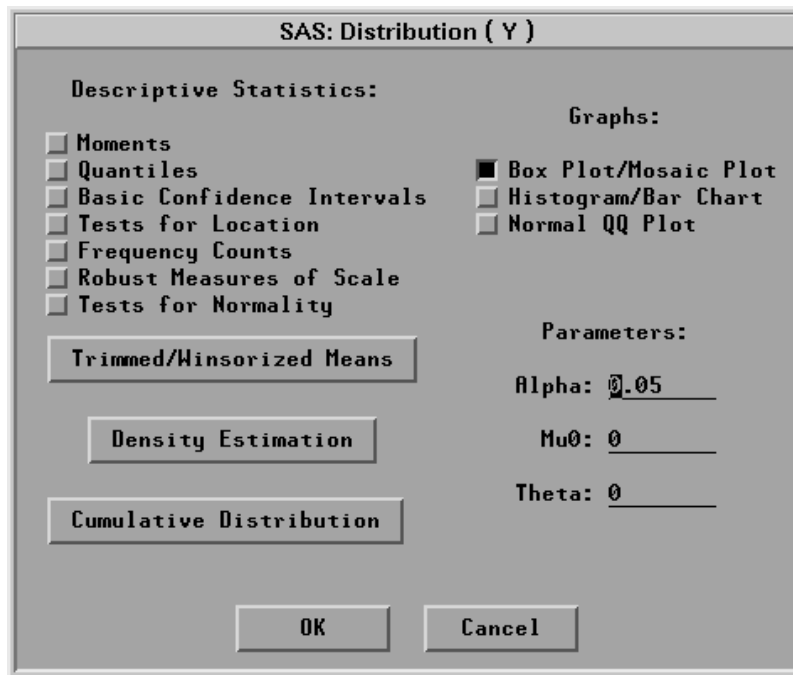 SAS: Distribution ( Y )
Descriptive Statistics:
Moments
Quantiles
Basic Confidence Intervals
Tests for Location
Frequency Counts
Robust Measures of Scale
Tests for Normality
Trimmed/Winsorized Means
Density Estimation
Cumulative Distribution
Graphs:
Box Plot/Mosaic Plot
Histogram/Bar Chart
Normal QQ Plot
Parameters:
Alpha: 0.05
Mu0: 0
Theta: 0
OK
Cancel